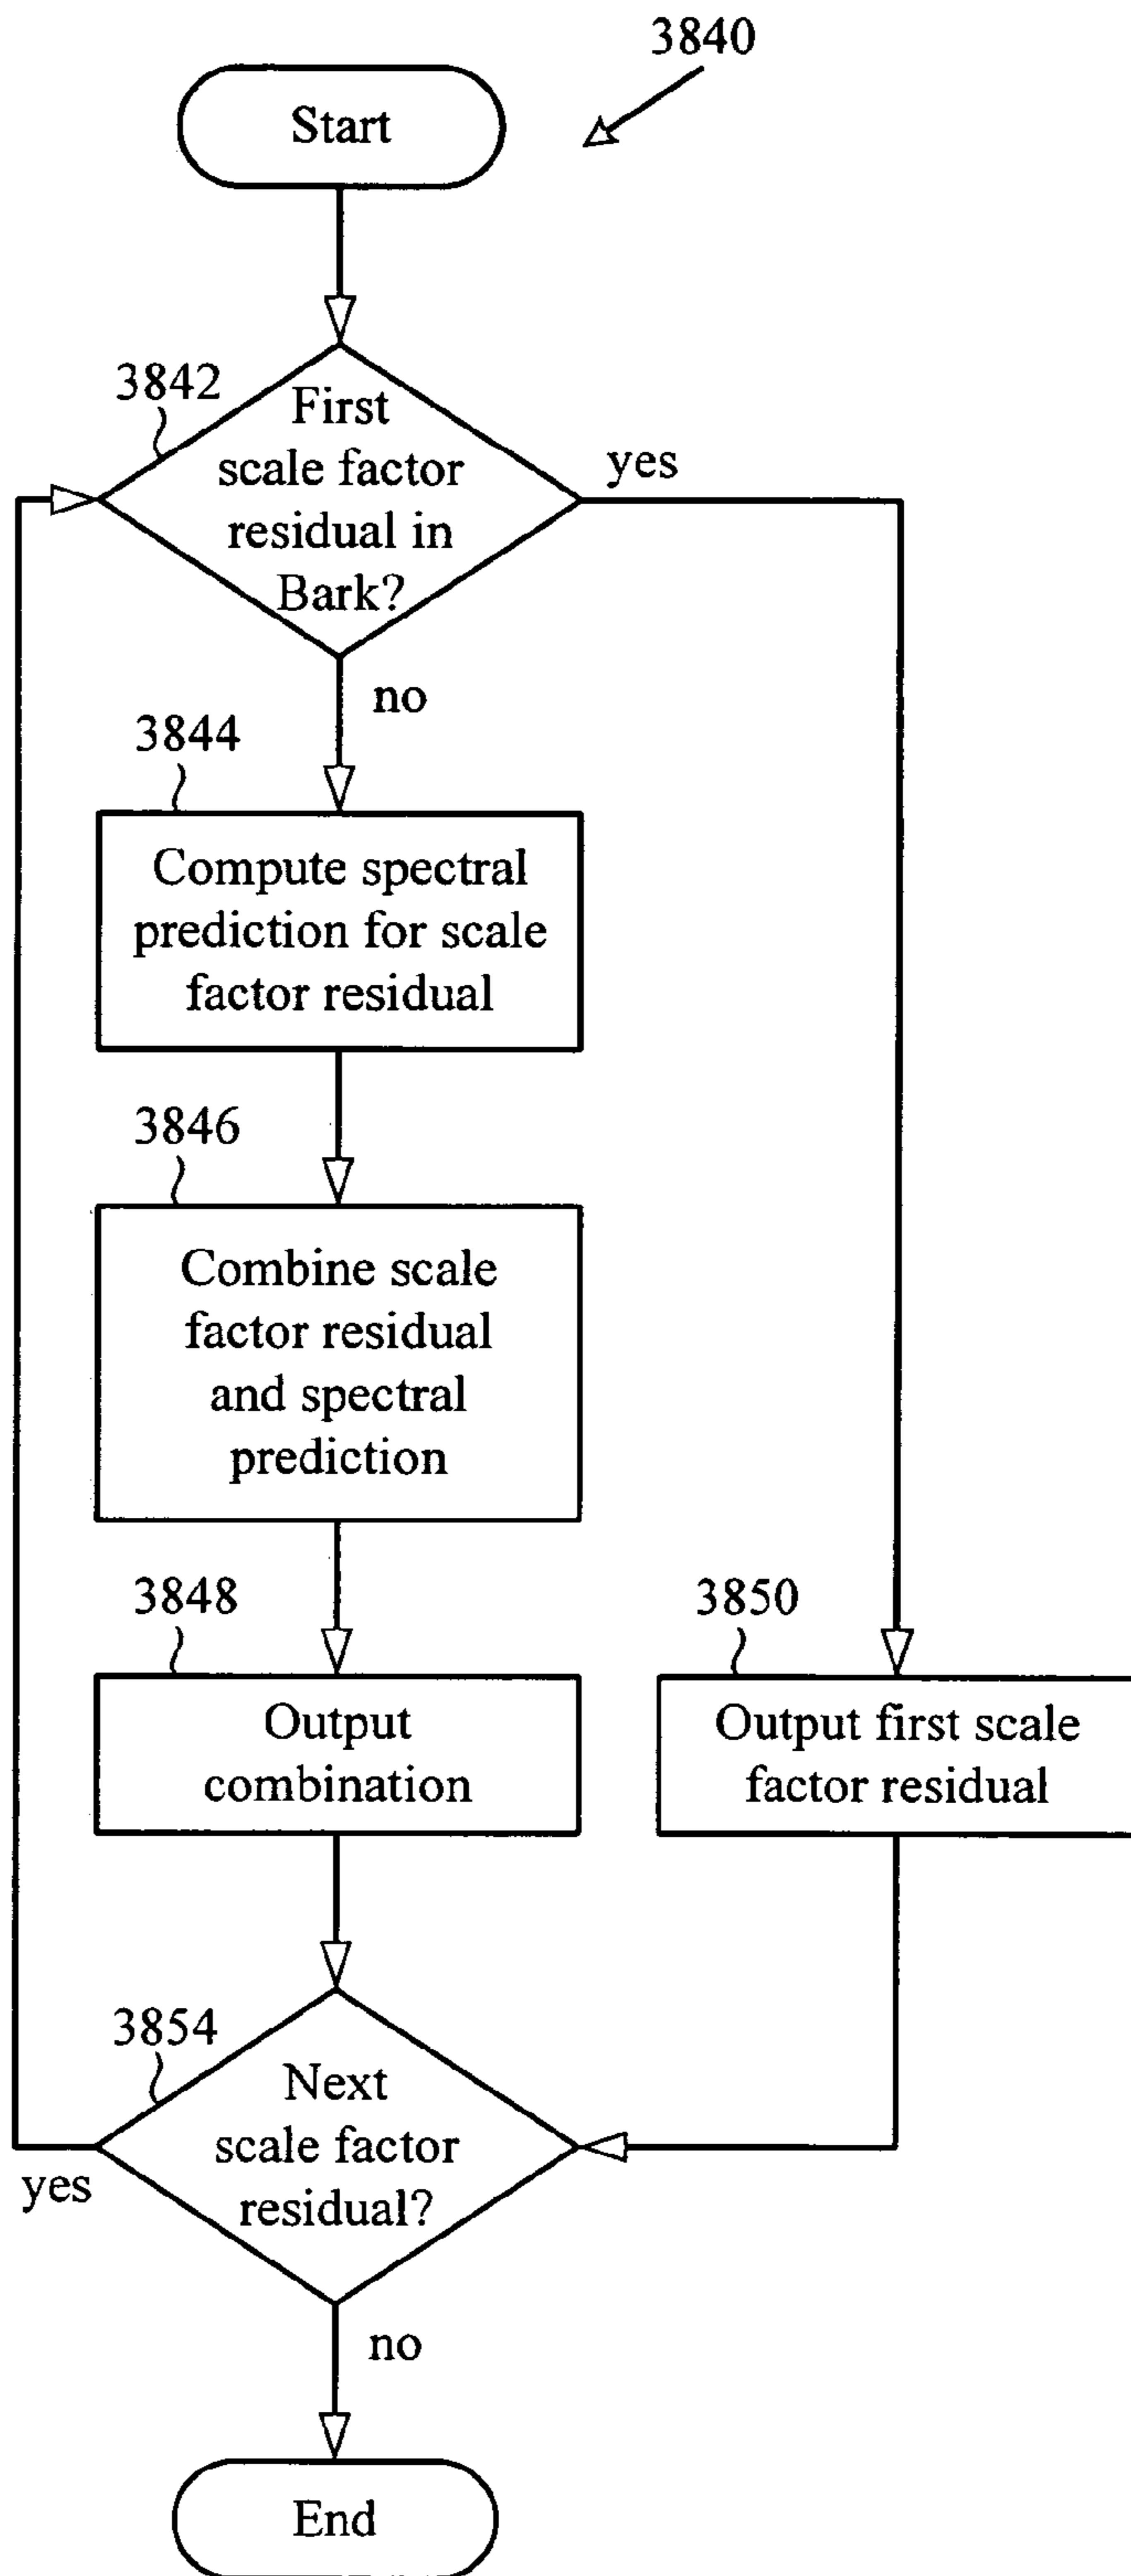 3840
Start
3842
First
scale factor
residual in
Bark?
yes
no
3844
Compute spectral
prediction for scale
factor residual
3846
Combine scale
factor residual
and spectral
prediction
3848
Output
combination
3850
Output first scale
factor residual
3854
Next
scale factor
residual?
yes
no
End